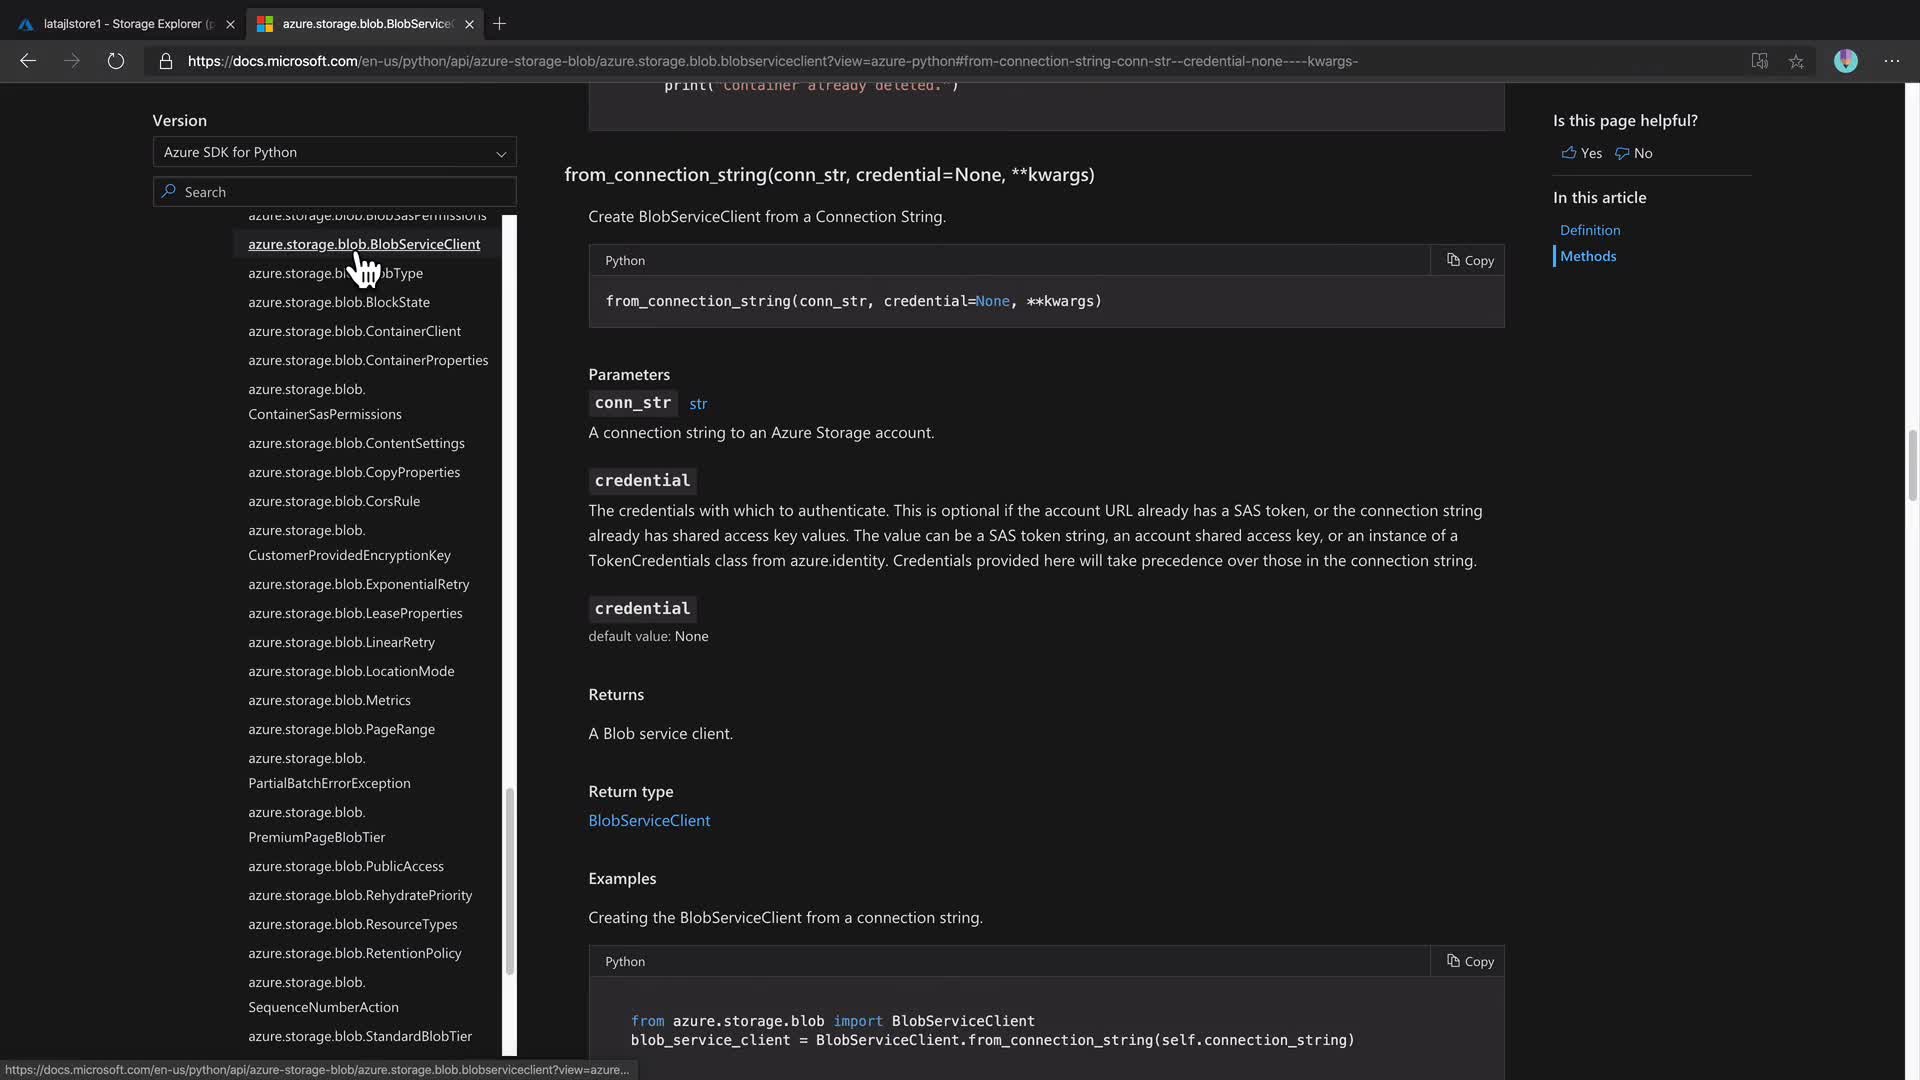 latajlstore1 - Storage Explorer (p
azure.storage.blob.BlobServiceC
https://docs.microsoft.com/en-us/python/api/azure-storage-blob/azure.storage.blob.blobserviceclient?view=azure-python#from-connection-string-conn-str--credential-none----kwargs-
Version
Azure SDK for Python
Search
azure.storage.blob.BlobSasPermissions
azure.storage.blob.BlobServiceClient
azure.storage.bl bType
azure.storage.blob.BlockState
azure.storage.blob.ContainerClient
azure.storage.blob.ContainerProperties
azure.storage.blob.
ContainerSasPermissions
azure.storage.blob.ContentSettings
azure.storage.blob.CopyProperties
azure.storage.blob.CorsRule
azure.storage.blob.
CustomerProvidedEncryptionKey
azure.storage.blob.ExponentialRetry
azure.storage.blob.LeaseProperties
azure.storage.blob.LinearRetry
azure.storage.blob.LocationMode
azure.storage.blob.Metrics
azure.storage.blob.PageRange
azure.storage.blob.
PartialBatchErrorException
azure.storage.blob.
PremiumPageBlobTier
azure.storage.blob.PublicAccess
azure.storage.blob.RehydratePriority
azure.storage.blob.ResourceTypes
azure.storage.blob.RetentionPolicy
azure.storage.blob.
SequenceNumberAction
azure.storage.blob.StandardBlobTier
print("Container already deleted.")
from_connection_string(conn_str, credential=None, **kwargs)
Create BlobServiceClient from a Connection String.
Python
Copy
from_connection_string(conn_str, credential=None, **kwargs)
Parameters
conn_str str
A connection string to an Azure Storage account.
credential
The credentials with which to authenticate. This is optional if the account URL already has a SAS token, or the connection string
already has shared access key values. The value can be a SAS token string, an account shared access key, or an instance of a
TokenCredentials class from azure.identity. Credentials provided here will take precedence over those in the connection string.
credential
default value: None
Returns
A Blob service client.
Return type
BlobServiceClient
Examples
Creating the BlobServiceClient from a connection string.
Python
Copy
from azure.storage.blob import BlobServiceClient
blob_service_client = BlobServiceClient.from_connection_string(self.connection_string)
Is this page helpful?
Yes No
In this article
Definition
Methods
https://docs.microsoft.com/en-us/python/api/azure-storage-blob/azure.storage.blob.blobserviceclient?view=azure...